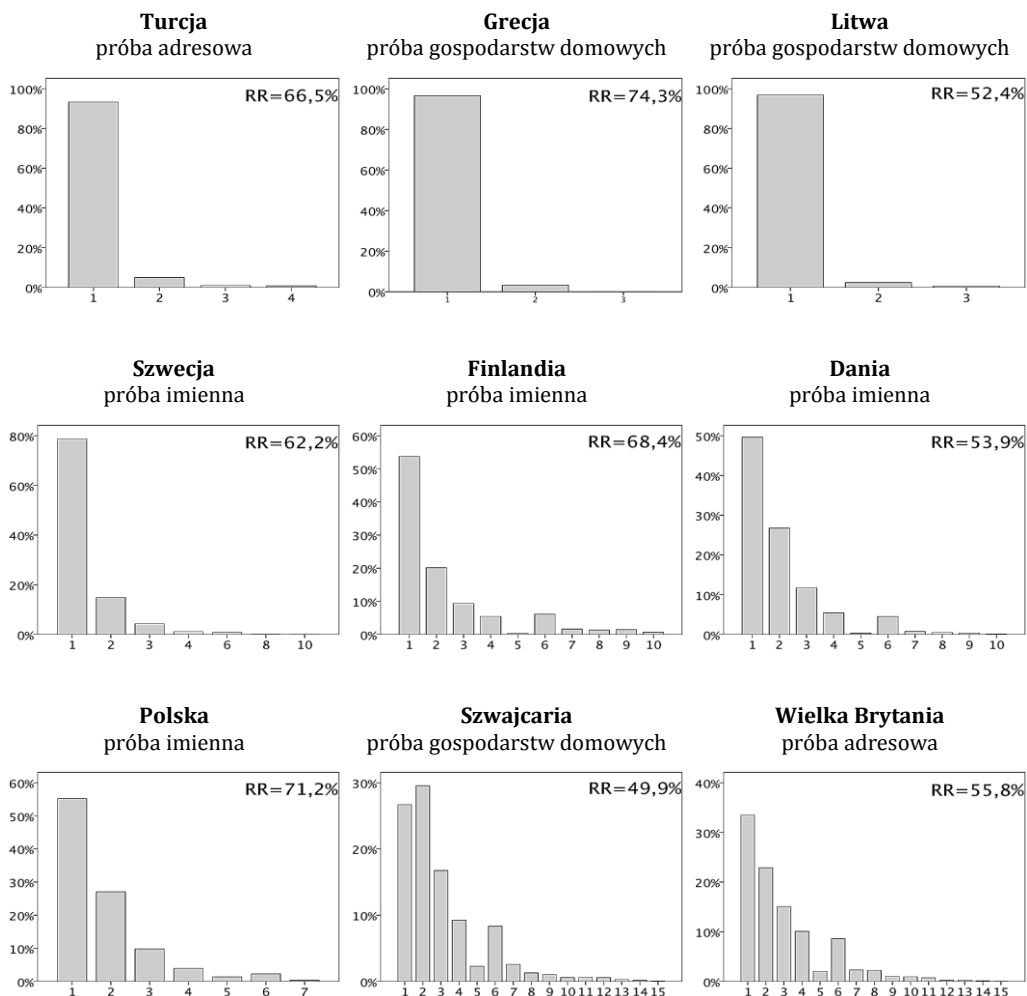 Turcja
próba adresowa
Grecja
próba gospodarstw domowych
Litwa
próba gospodarstw domowych
RR=66,5%
100%
80%
60%
40%
20%
0%
1 2 3 4
RR=74,3%
100%
80%
60%
40%
20%
0%
1 2 3
RR=52,4%
100%
80%
60%
40%
20%
0%
1 2 3
Szwecja
próba imienna
Finlandia
próba imienna
Dania
próba imienna
RR=62,2%
80%
60%
40%
20%
0%
1 2 3 4 6 8 10
RR=68,4%
60%
50%
40%
30%
20%
10%
0%
1 2 3 4 5 6 7 8 9 10
RR=53,9%
50%
40%
30%
20%
10%
0%
1 2 3 4 5 6 7 8 9 10
Polska
próba imienna
Szwajcaria
próba gospodarstw domowych
Wielka Brytania
próba adresowa
RR=71,2%
60%
50%
40%
30%
20%
10%
0%
1 2 3 4 5 6 7
RR=49,9%
30%
20%
10%
0%
1 2 3 4 5 6 7 8 9 10 11 12 13 14 15
RR=55,8%
40%
30%
20%
10%
0%
1 2 3 4 5 6 7 8 9 10 11 12 13 14 15